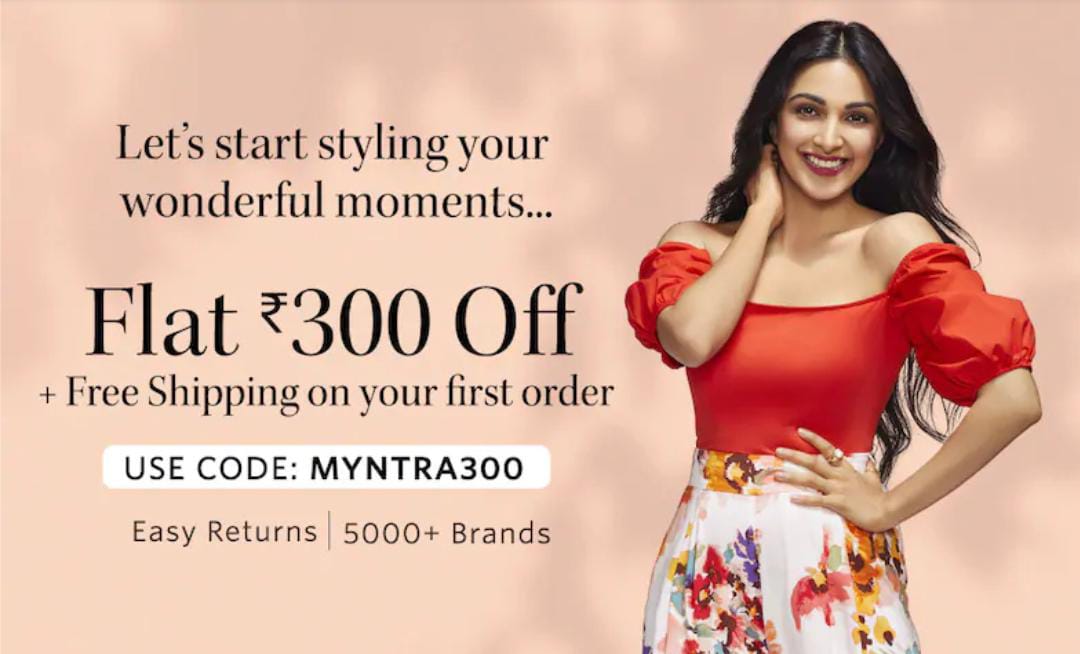 Let’s start styling your
wonderful moments...
Flat ₹300 Off
+ Free Shipping on your first order
USE CODE: MYNTRA300
Easy Returns | 5000+ Brands